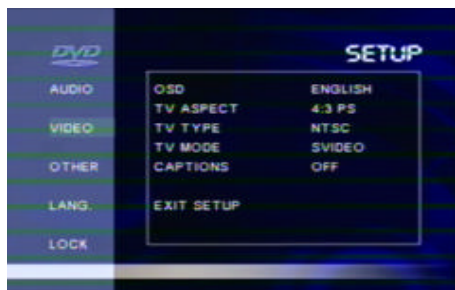 DVD
SETUP
AUDIO
VIDEO
OTHER
LANG.
LOCK
OSD ENGLISH
TV ASPECT 4:3 PS
TV TYPE NTSC
TV MODE SVIDEO
CAPTIONS OFF
EXIT SETUP